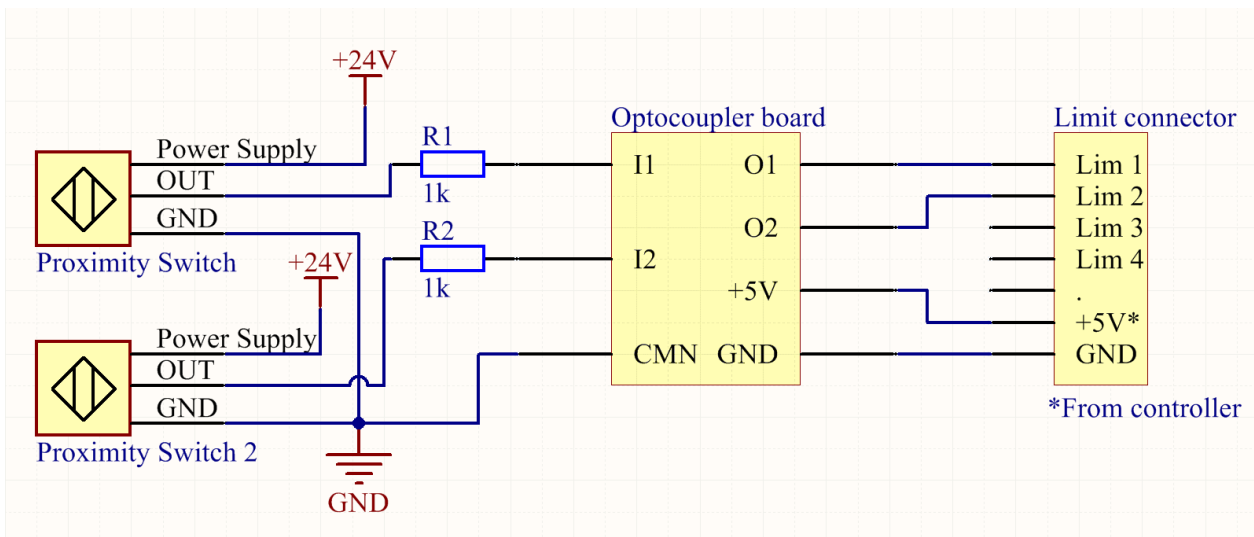 +24V
Power Supply
OUT
GND
Proximity Switch
R1
1k
R2
1k
+24V
Power Supply
OUT
GND
Proximity Switch 2
GND
Optocoupler board
I1 O1
O2
I2
+5V
CMN GND
Limit connector
Lim 1
Lim 2
Lim 3
Lim 4
.
+5V*
GND
*From controller